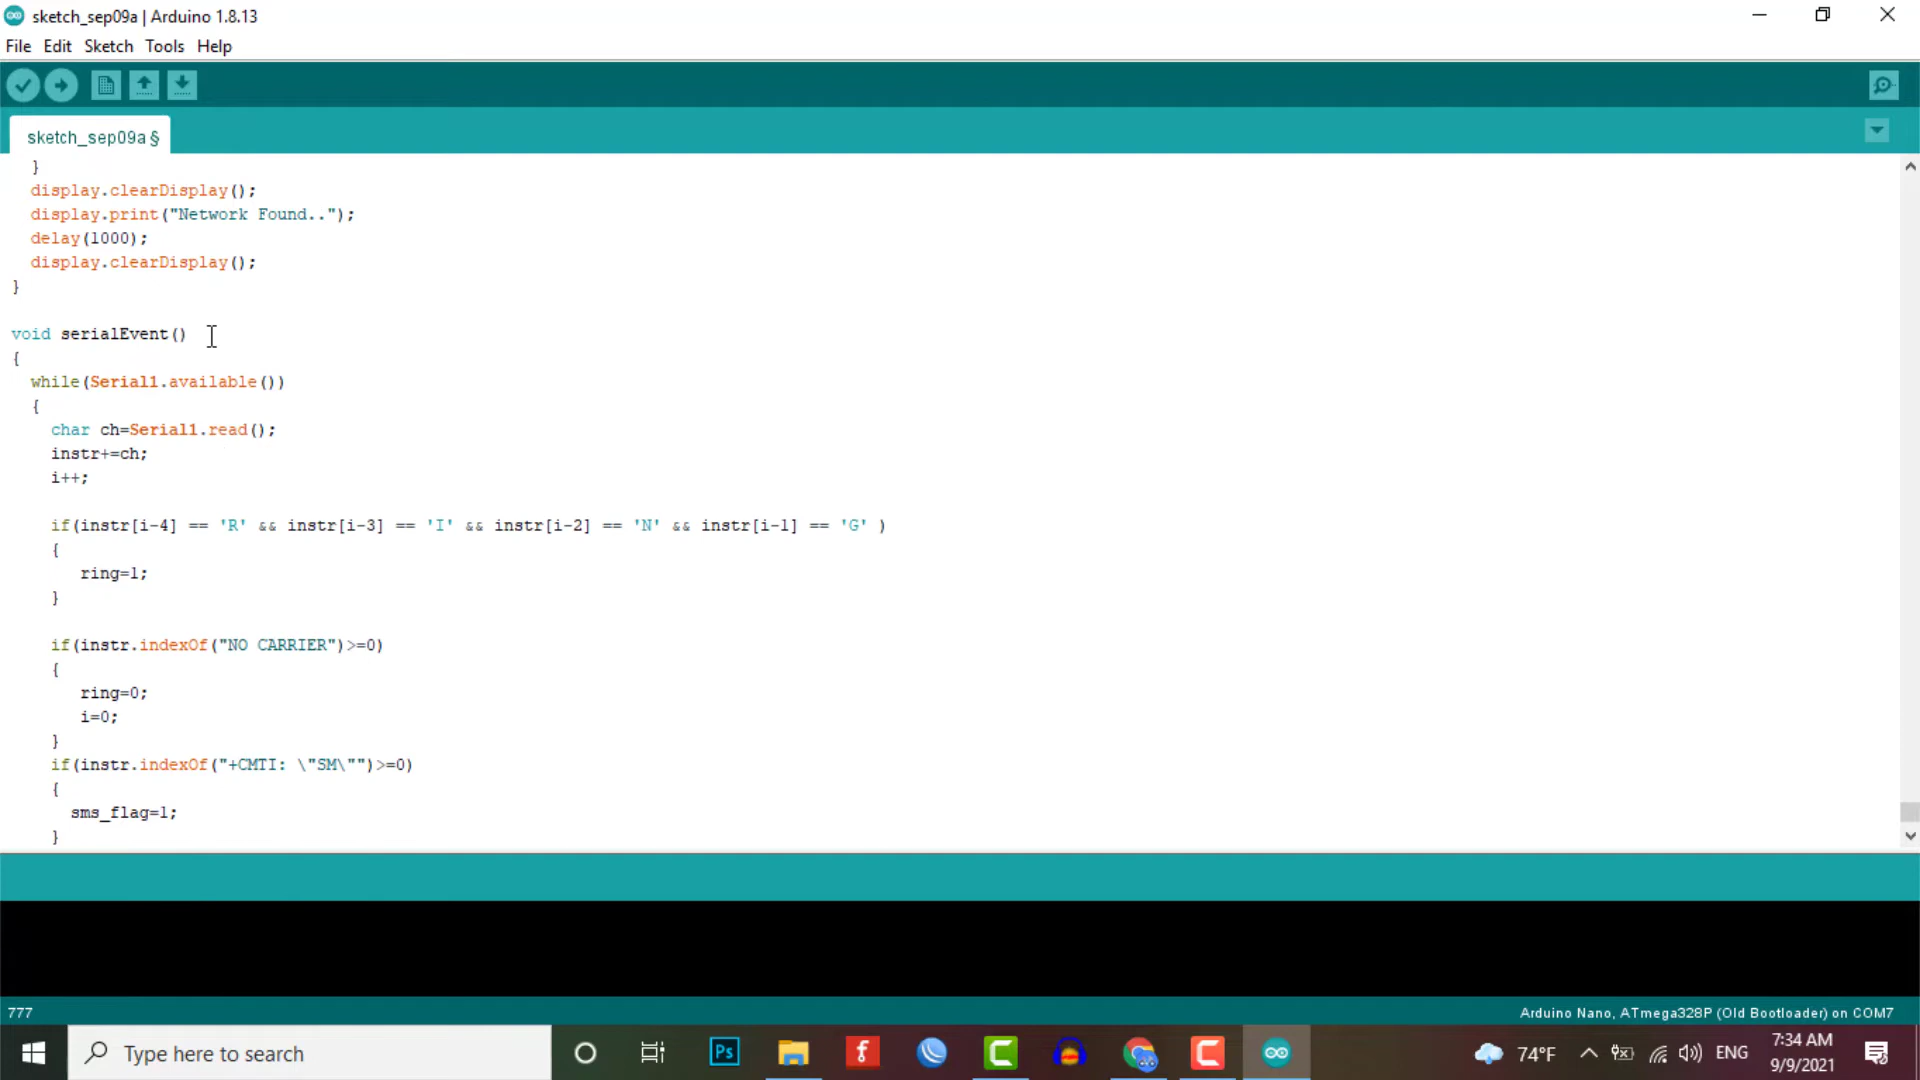 sketch_sep09a | Arduino 1.8.13
File Edit Sketch Tools Help
sketch_sep09a §
}
display.clearDisplay();
display.print("Network Found..");
delay(1000);
display.clearDisplay();
}
void serialEvent()
{
while(Serial1.available())
{
char ch=Serial1.read();
instr+=ch;
i++;
if(instr[i-4] == 'R' && instr[i-3] == 'I' && instr[i-2] == 'N' && instr[i-1] == 'G' )
{
ring=1;
}
if(instr.indexOf("NO CARRIER")>=0)
{
ring=0;
i=0;
}
if(instr.indexOf("+CMTI: \"SM\"")>=0)
{
sms_flag=1;
}
777
Arduino Nano, ATmega328P (Old Bootloader) on COM7
Type here to search
Ps
74°F
ENG
7:34 AM
9/9/2021